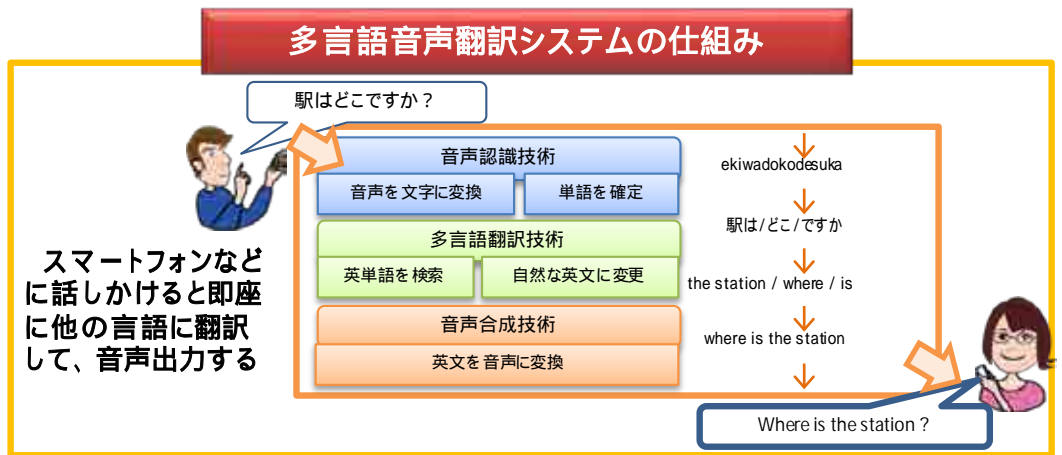 多言語音声翻訳システムの仕組み
駅はどこですか？
音声認識技術
音声を文字に変換
単語を確定
多言語翻訳技術
英単語を検索
自然な英文に変更
音声合成技術
英文を音声に変換
ekiwadokodesuka
駅は/どこ/ですか
the station / where / is
where is the station
スマートフォンなど
に話しかけると即座
に他の言語に翻訳
して、音声出力する
Where is the station？